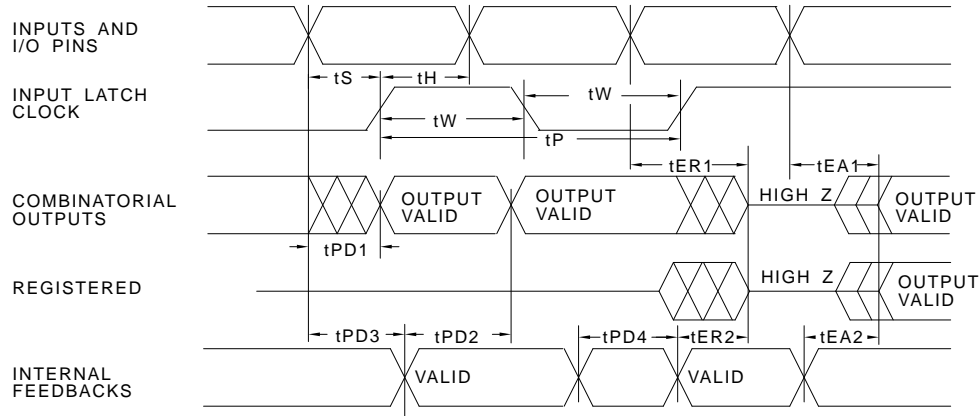 INPUTS AND
I/O PINS
tS
tH
INPUT LATCH
CLOCK
tW
tW
tP
tER1
tEA1
COMBINATORIAL
OUTPUTS
OUTPUT
VALID
OUTPUT
VALID
HIGH Z
OUTPUT
VALID
tPD1
REGISTERED
HIGH Z
OUTPUT
VALID
tPD3
tPD2
tPD4
tER2
tEA2
INTERNAL
FEEDBACKS
VALID
VALID